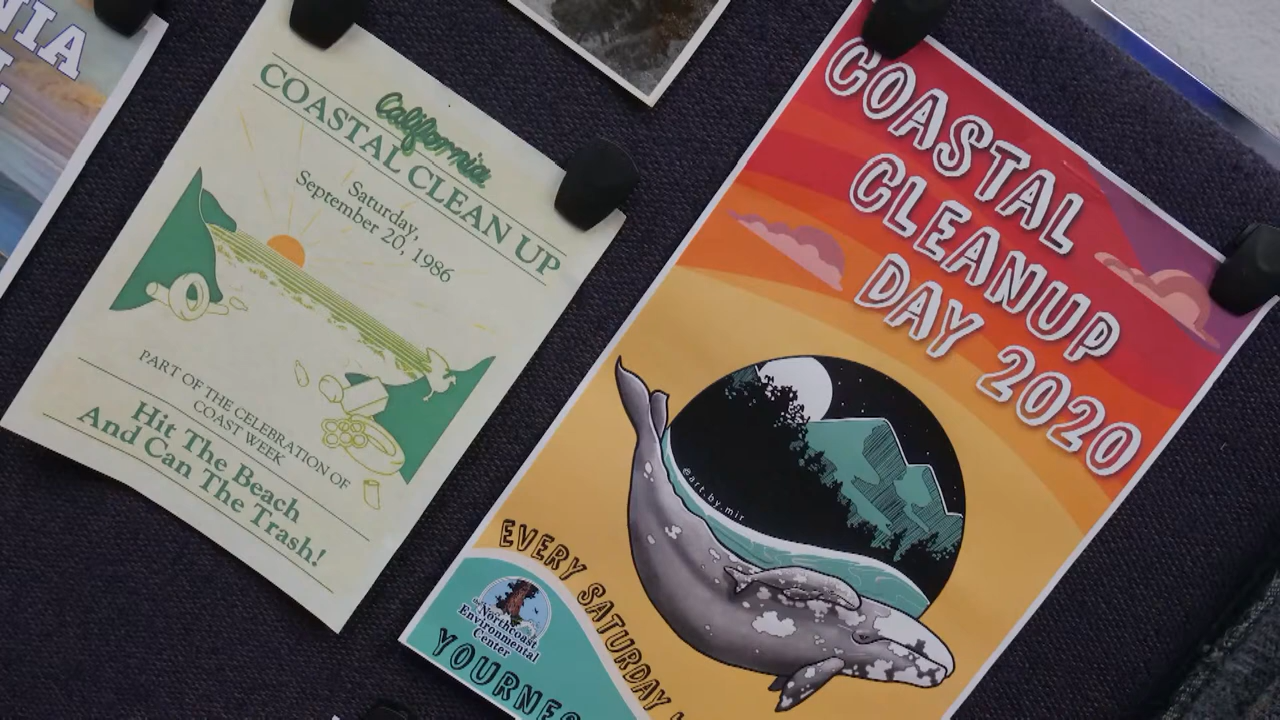 California
COASTAL CLEAN UP
Saturday,
September 20, 1986
PART OF THE CELEBRATION OF
COAST WEEK
Hit The Beach
And Can The Trash!
COASTAL
CLEANUP
DAY 2020
@art.by.mir
EVERY SATURDAY
the Northcoast
Environmental
Center